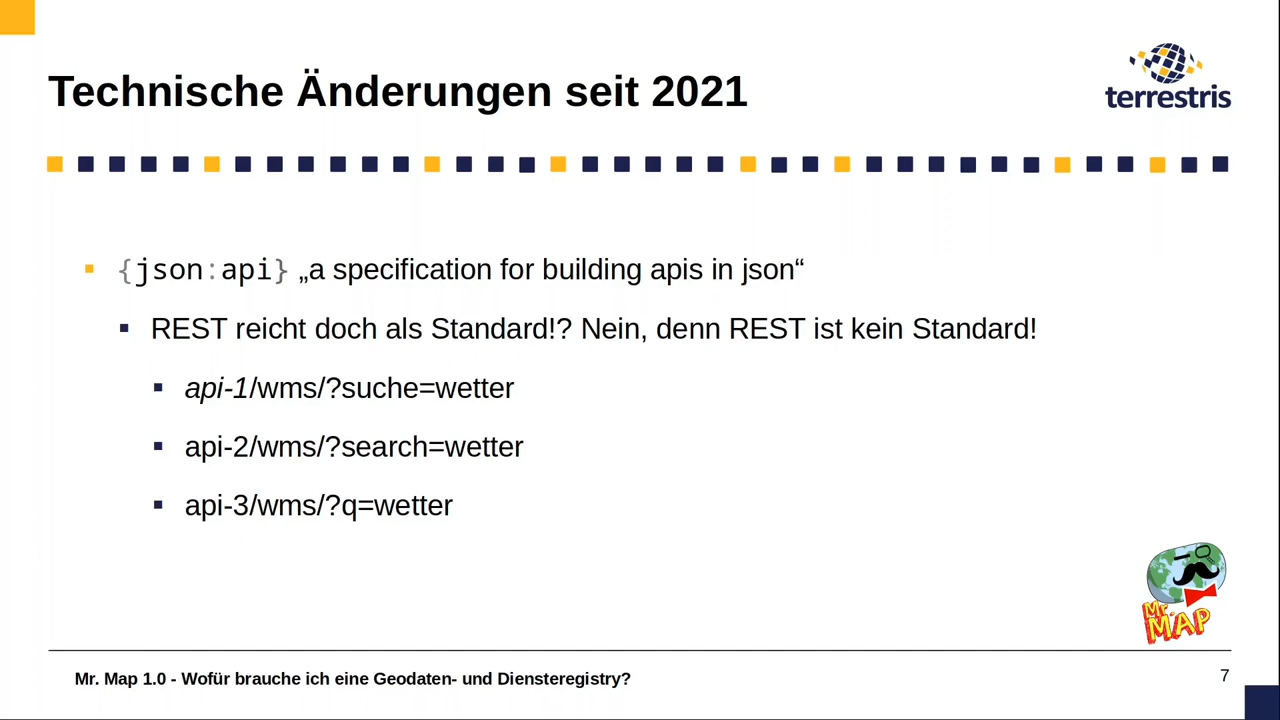 Technische Änderungen seit 2021
terrestris
{json:api} „a specification for building apis in json“
REST reicht doch als Standard!? Nein, denn REST ist kein Standard!
api-1/wms/?suche=wetter
api-2/wms/?search=wetter
api-3/wms/?q=wetter
Mr.
MAP
Mr. Map 1.0 - Wofür brauche ich eine Geodaten- und Diensteregistry?
7